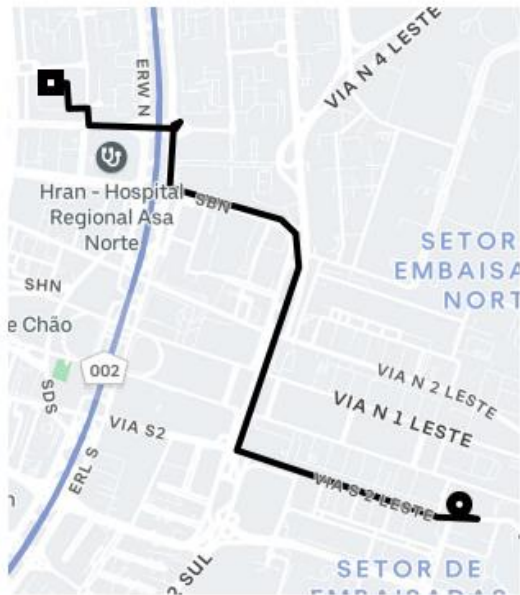 VIA N 4 LESTE
ERW N
Hran - Hospital
Regional Asa
Norte
SBN
SETOR
EMBAISA
NORT
SHN
e Chão
002
SDS
VIA N 2 LESTE
VIA N 1 LESTE
VIA S2
ERL S
VIA S 2 LESTE
2 SUL
SETOR DE
EMBAIXADAS